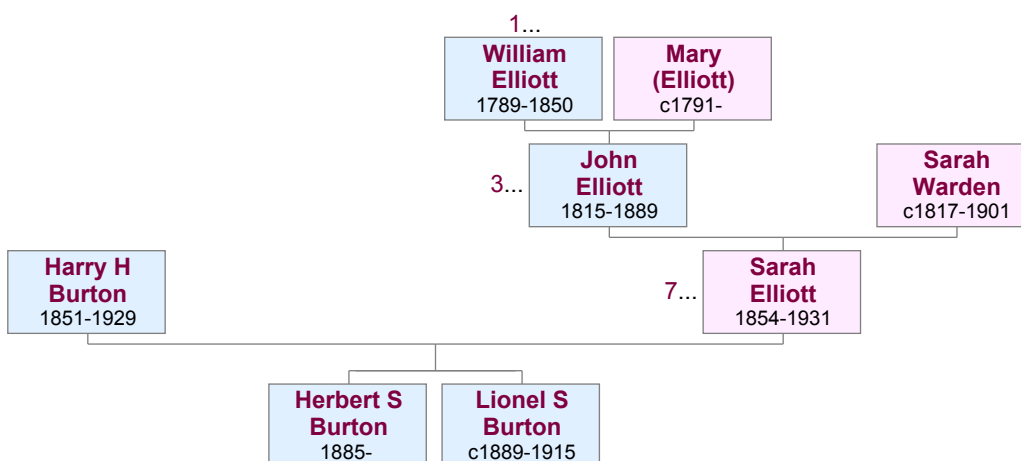 1...
William
Elliott
1789-1850
Mary
(Elliott)
c1791-
3...
John
Elliott
1815-1889
Sarah
Warden
c1817-1901
Harry H
Burton
1851-1929
7...
Sarah
Elliott
1854-1931
Herbert S
Burton
1885-
Lionel S
Burton
c1889-1915